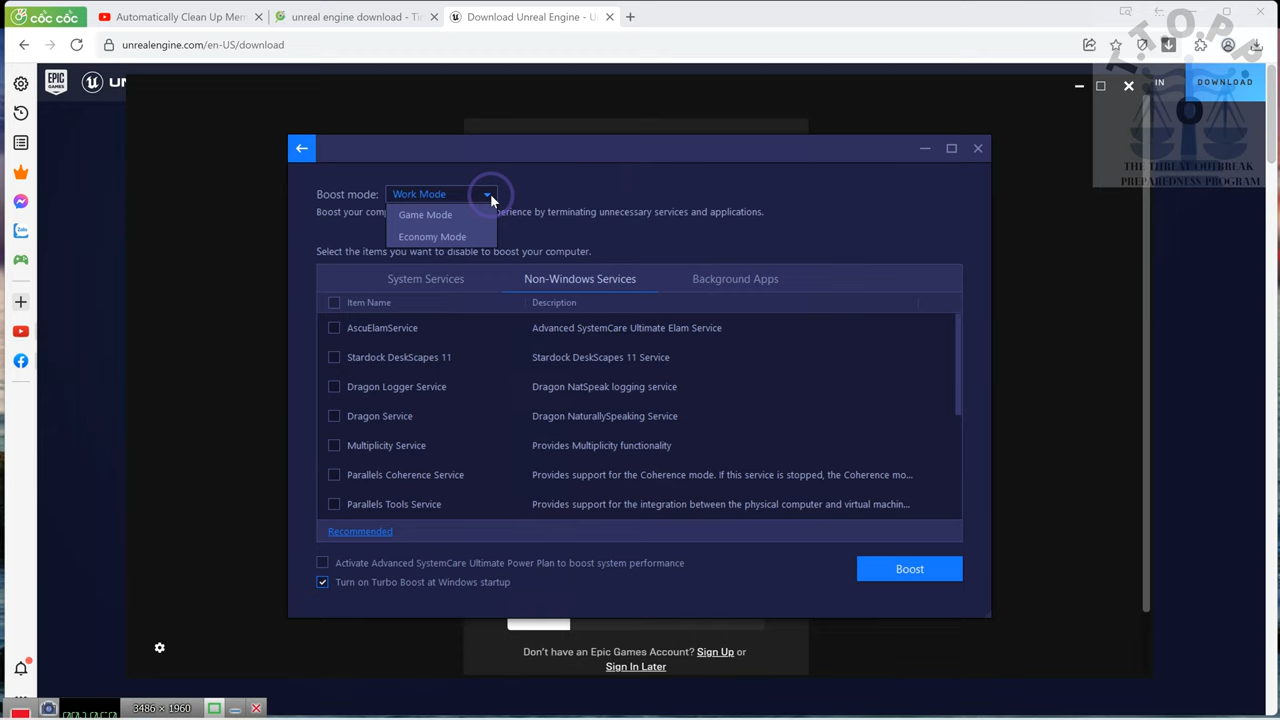 cốc cốc
Automatically Clean Up Mem
unreal engine download - Tì
Download Unreal Engine - U
unrealengine.com/en-US/download
EPIC GAMES
UN
IN
DOWNLOAD
T.T.O.P.P
THE THREAT OUTBREAK
PREPAREDNESS PROGRAM
Zalo
Boost mode:
Work Mode
Game Mode
Economy Mode
Boost your comp
erience by terminating unnecessary services and applications.
Select the items you want to disable to boost your computer.
System Services
Non-Windows Services
Background Apps
Item Name
Description
AscuElamService
Advanced SystemCare Ultimate Elam Service
Stardock DeskScapes 11
Stardock DeskScapes 11 Service
Dragon Logger Service
Dragon NatSpeak logging service
Dragon Service
Dragon NaturallySpeaking Service
Multiplicity Service
Provides Multiplicity functionality
Parallels Coherence Service
Provides support for the Coherence mode. If this service is stopped, the Coherence mo...
Parallels Tools Service
Provides support for the integration between the physical computer and virtual machin...
Recommended
Activate Advanced SystemCare Ultimate Power Plan to boost system performance
Turn on Turbo Boost at Windows startup
Boost
Don't have an Epic Games Account? Sign Up or
Sign In Later
3486 × 1960